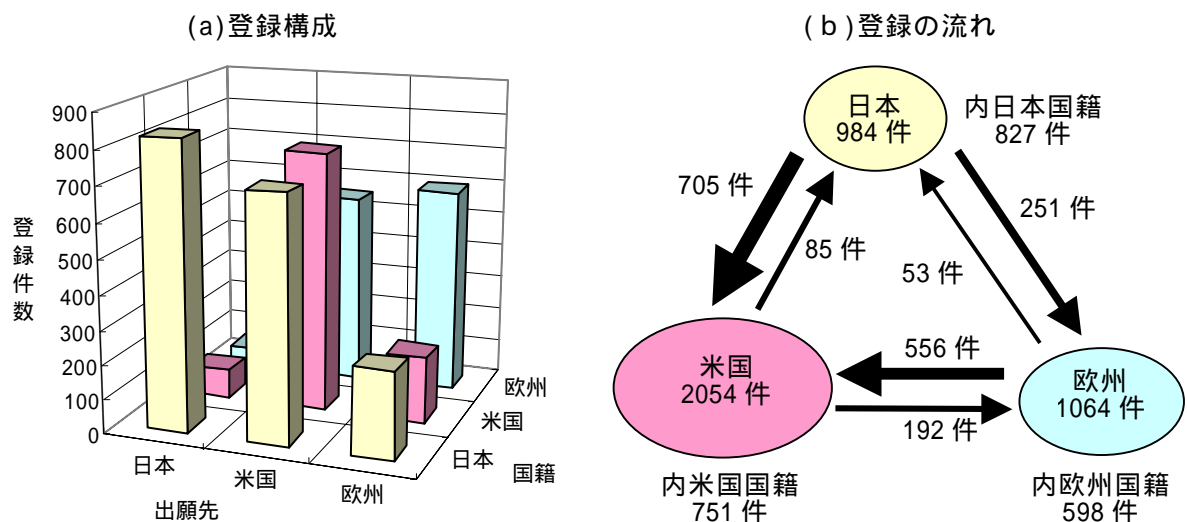 (a)登録構成
900
800
700
600
500
400
300
200
100
0
登録件数
日本
米国
欧州
出願先
日本
米国
欧州
国籍
(b)登録の流れ
日本
984 件
内日本国籍
827 件
705 件
85 件
251 件
53 件
米国
2054 件
556 件
192 件
欧州
1064 件
内米国国籍
751 件
内欧州国籍
598 件